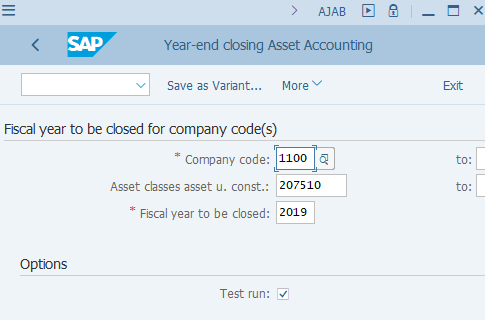 AJAB
SAP Year-end closing Asset Accounting
Save as Variant... More Exit
Fiscal year to be closed for company code(s)
* Company code: 1100 to:
Asset classes asset u. const.: 207510 to:
* Fiscal year to be closed: 2019
Options
Test run: